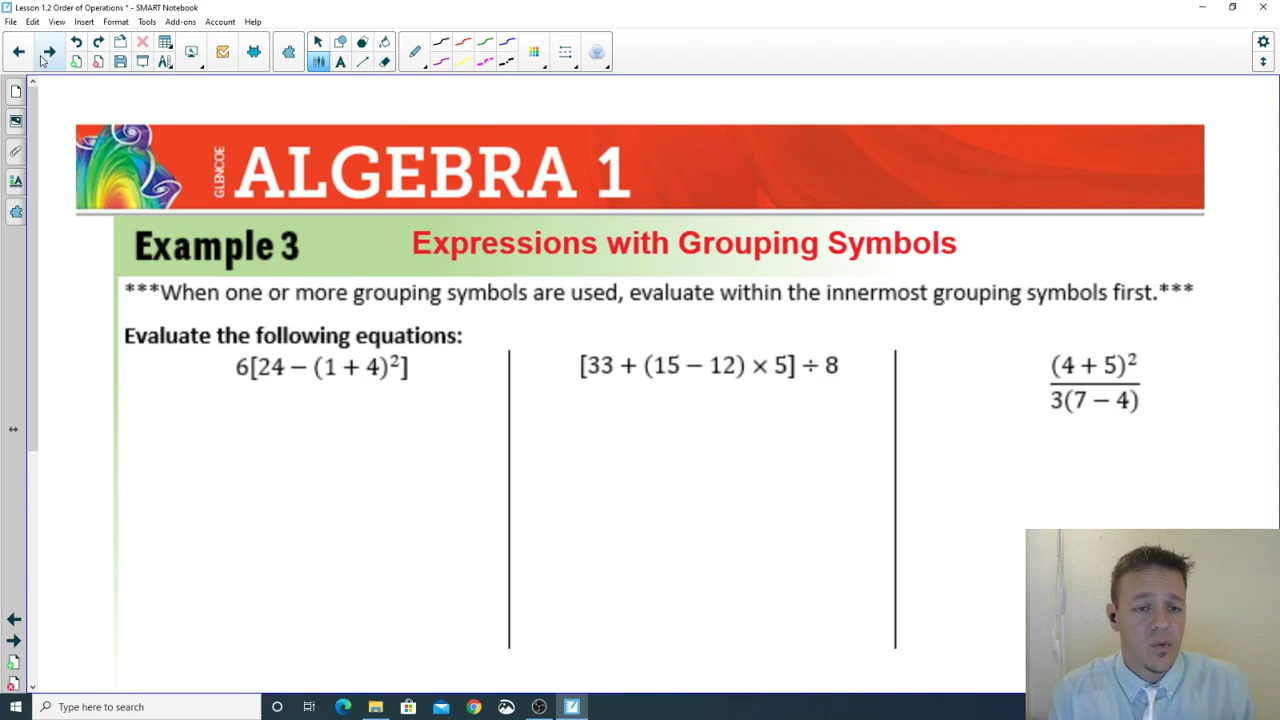 Lesson 1.2 Order of Operations * - SMART Notebook
File Edit View Insert Format Tools Add-ons Account Help
GLENCOE ALGEBRA 1
Example 3 Expressions with Grouping Symbols
***When one or more grouping symbols are used, evaluate within the innermost grouping symbols first.***
Evaluate the following equations:
6[24 − (1 + 4)²]
[33 + (15 − 12) × 5] ÷ 8
(4 + 5)²
3(7 − 4)
Type here to search